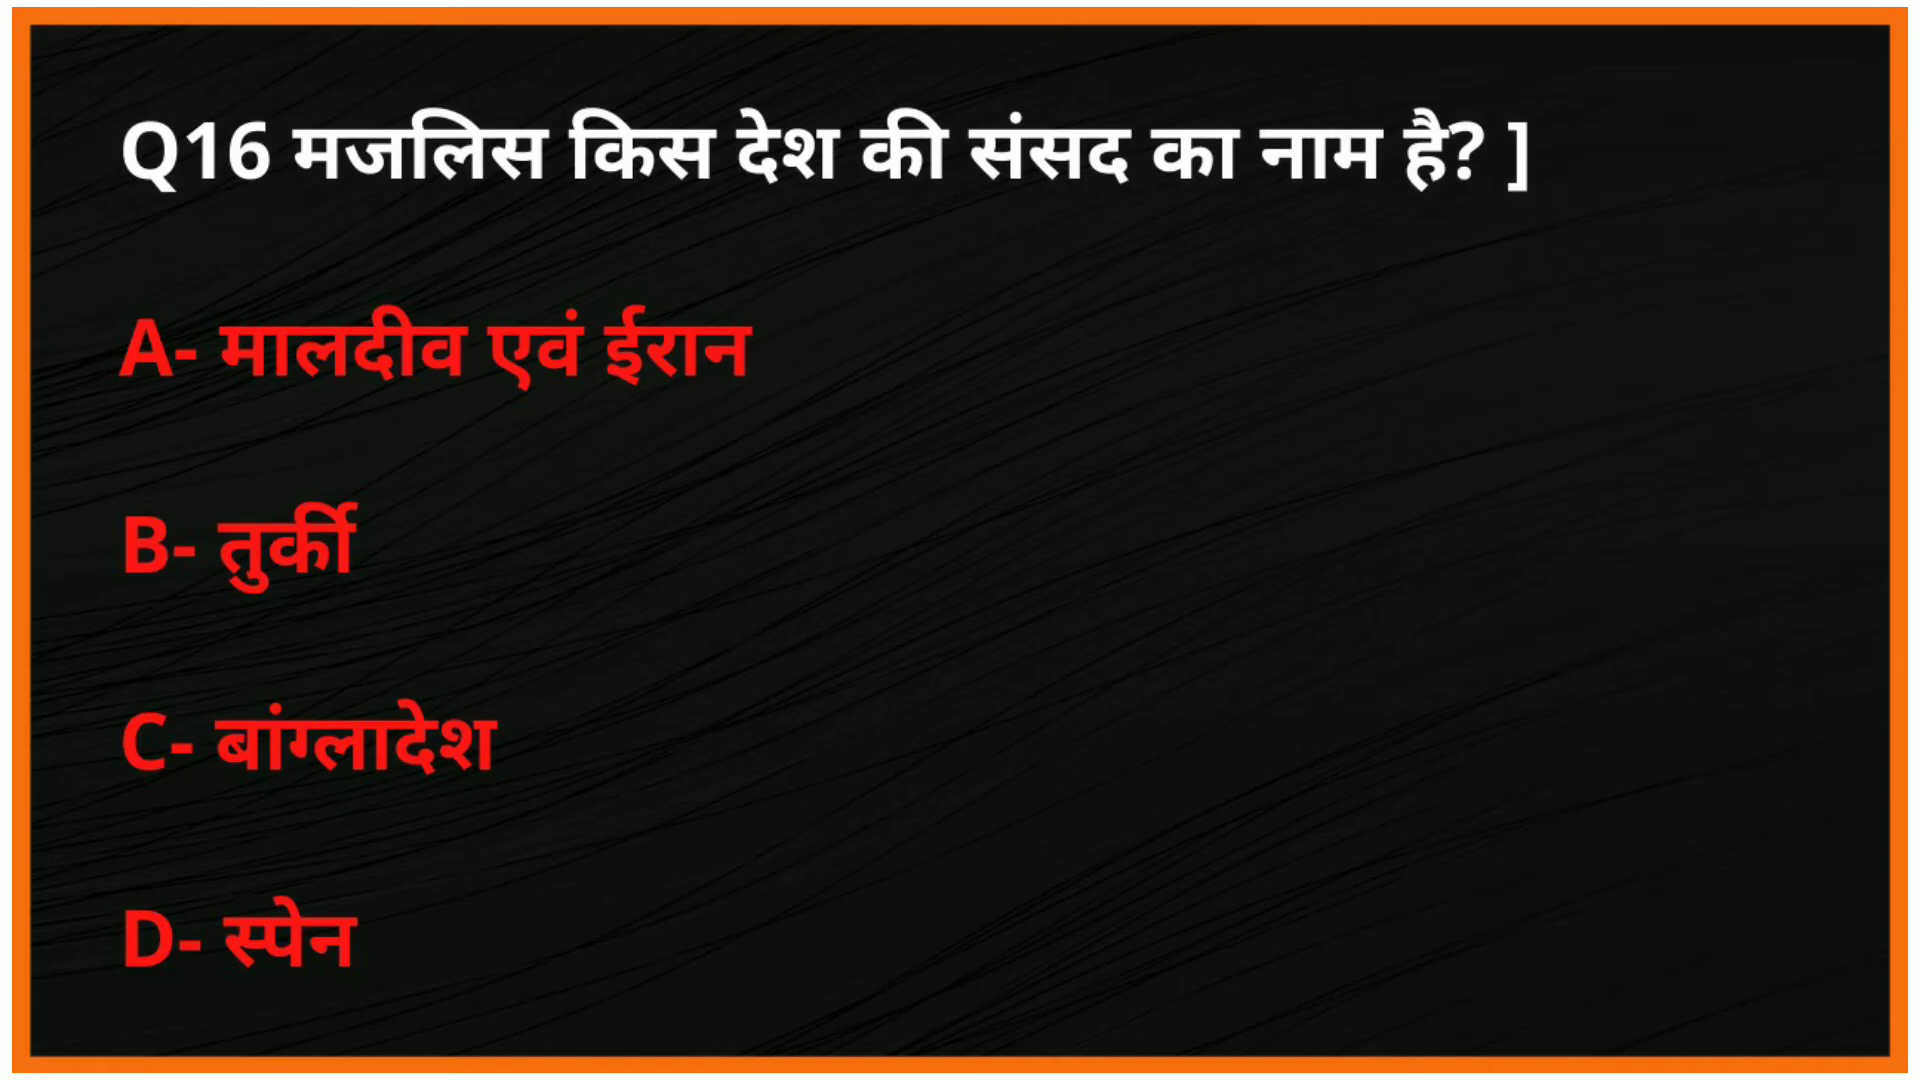 Q16 मजलिस किस देश की संसद का नाम है? ]
A- मालदीव एवं ईरान
B- तुर्की
C- बांग्लादेश
D- स्पेन